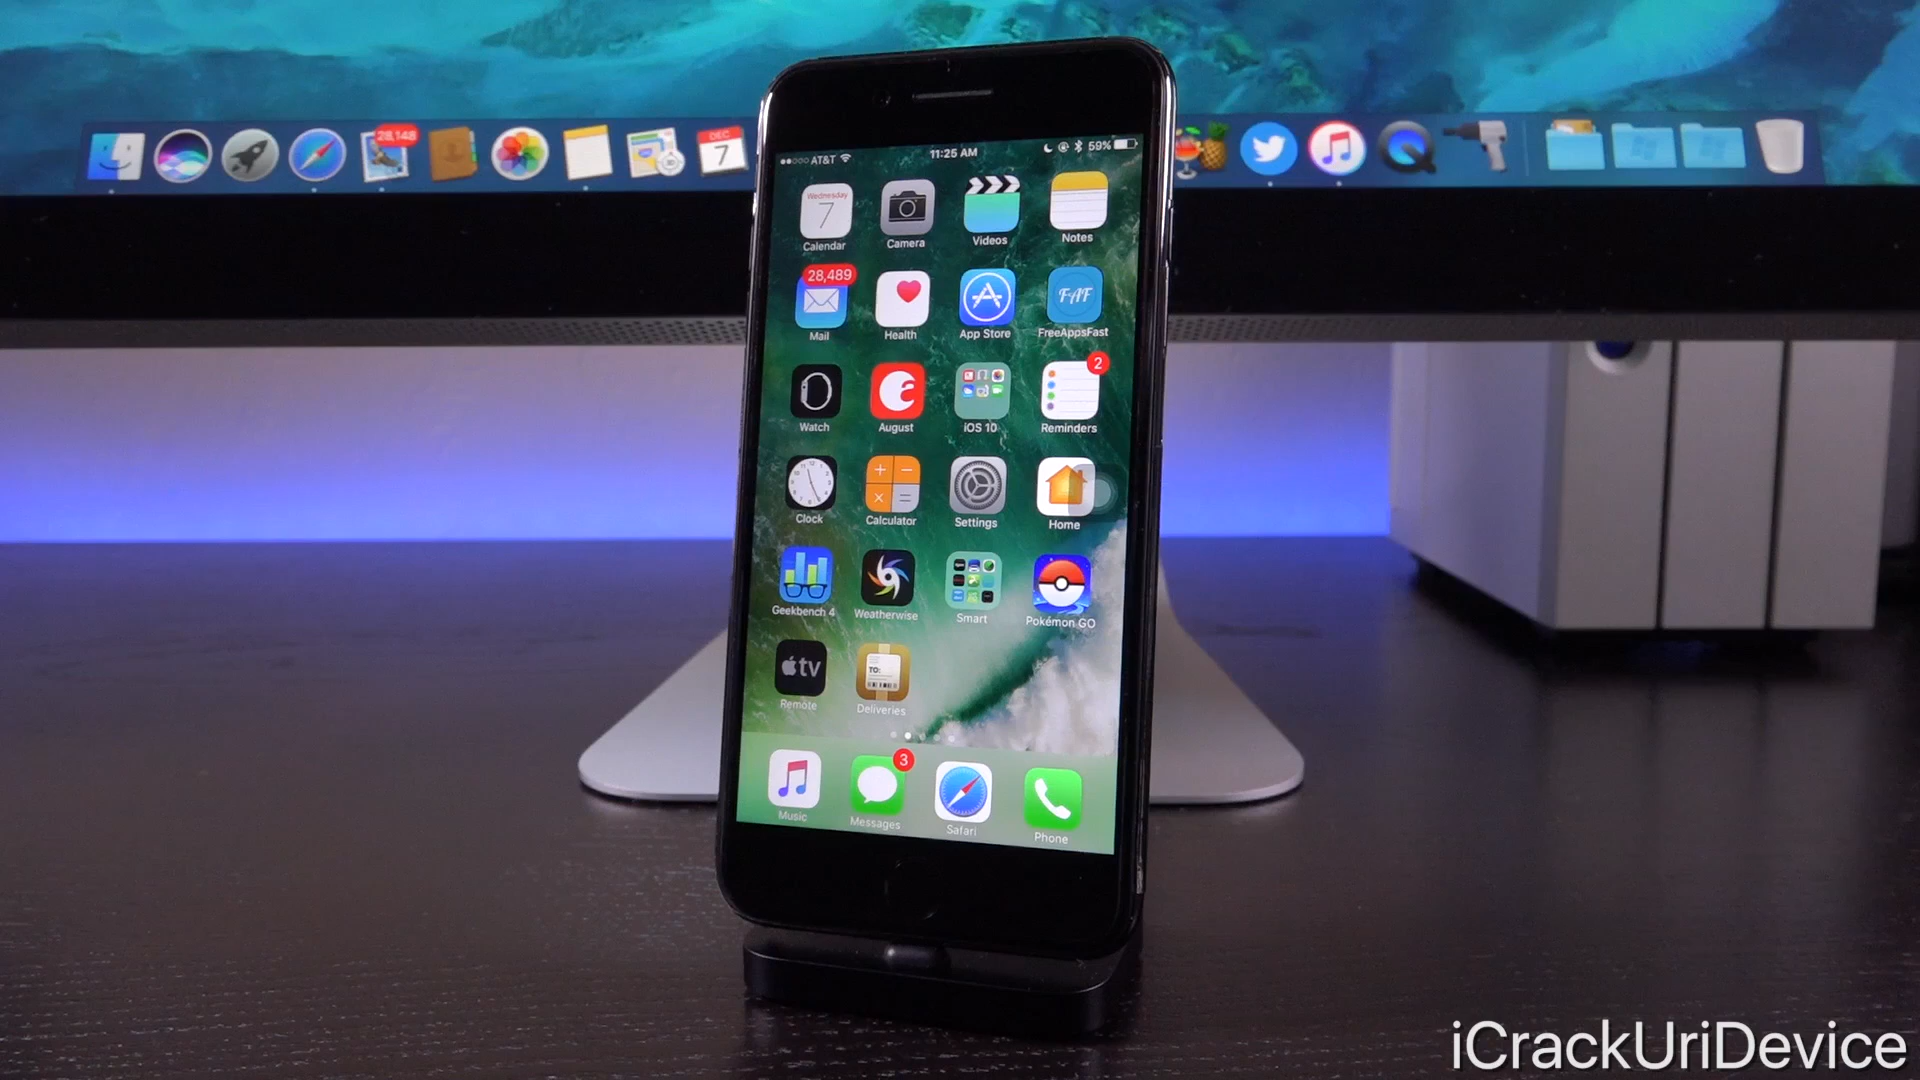 28,148
DEC
7
AT&T
11:25 AM
59%
Wednesday
7
Calendar
Camera
Videos
Notes
28,489
Mail
Health
App Store
FAF
FreeAppsFast
2
Watch
August
iOS 10
Reminders
Clock
Calculator
Settings
Home
Geekbench 4
Weatherwise
Smart
Pokémon GO
tv
TO:
Remote
Deliveries
3
Music
Messages
Safari
Phone
iCrackUriDevice